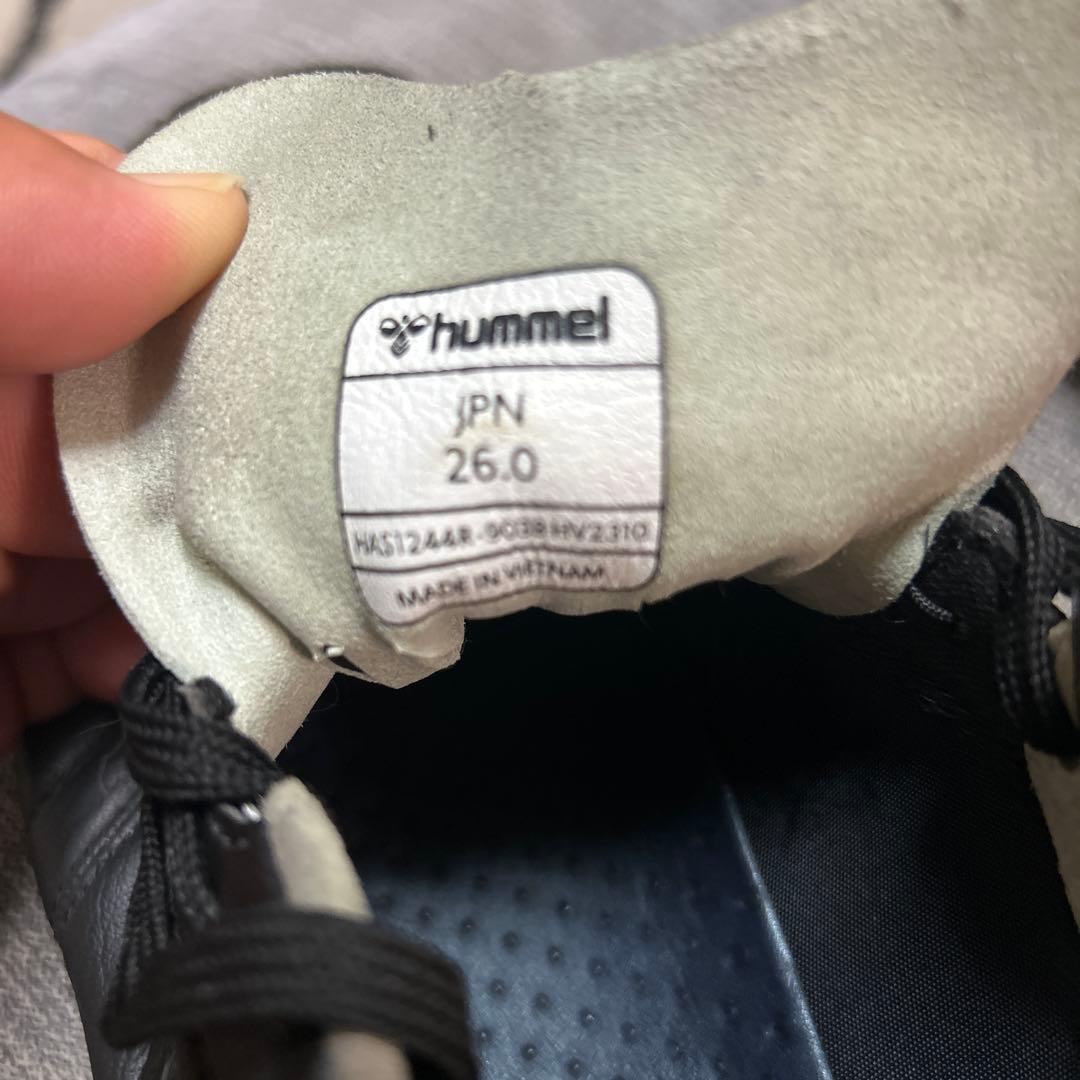 hummel
JPN
26.0
HAS1244R-9038 HV2310
MADE IN VIETNAM